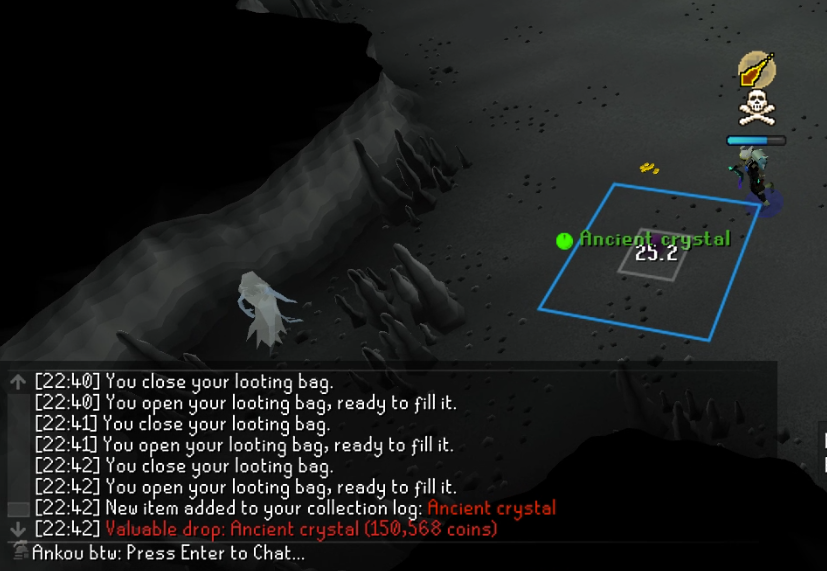 Ancient crystal
25.2
[22:40] You close your looting bag.
[22:40] You open your looting bag, ready to fill it.
[22:41] You close your looting bag.
[22:41] You open your looting bag, ready to fill it.
[22:42] You close your looting bag.
[22:42] You open your looting bag, ready to fill it.
[22:42] New item added to your collection log: Ancient crystal
[22:42] Valuable drop: Ancient crystal (150,568 coins)
Ankou btw: Press Enter to Chat...